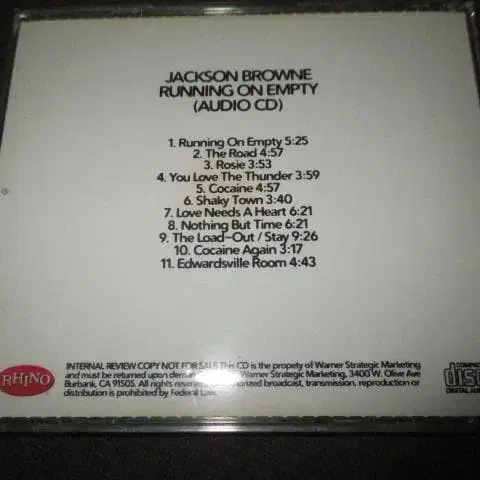 JACKSON BROWNE
RUNNING ON EMPTY
(AUDIO CD)
1. Running On Empty 5:25
2. The Road 4:57
3. Rosie 3:53
4. You Love The Thunder 3:59
5. Cocaine 4:57
6. Shaky Town 3:40
7. Love Needs A Heart 6:21
8. Nothing But Time 6:21
9. The Load-Out / Stay 9:26
10. Cocaine Again 3:17
11. Edwardsville Room 4:43
RHINO
INTERNAL REVIEW COPY NOT FOR SALE This CD is the propety of Warner Strategic Marketing
and must be returned upon Warner Strategic Marketing, 3400 W. Olive Ave
Burbank, CA 91505. All rights broadcast, transmission, reproduction or
distribution is prohibited by Federal Law.
disc
DIGITAL